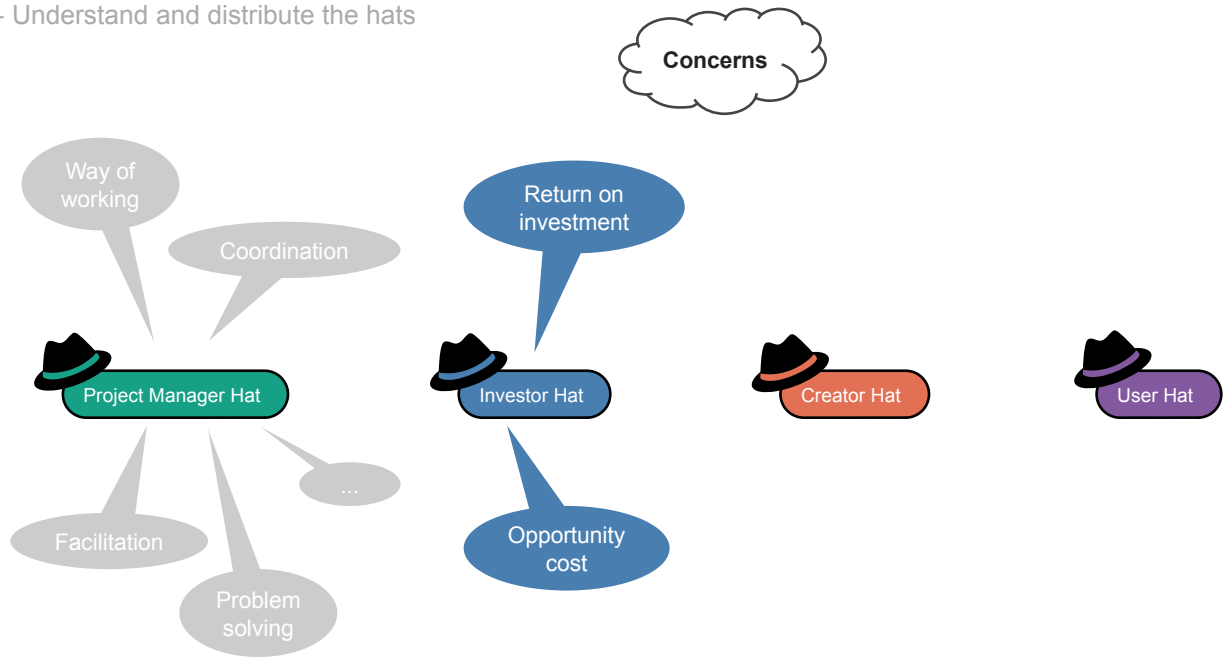 - Understand and distribute the hats
Concerns
Way of
working
Coordination
Return on
investment
Project Manager Hat
Investor Hat
Creator Hat
User Hat
...
Facilitation
Opportunity
cost
Problem
solving